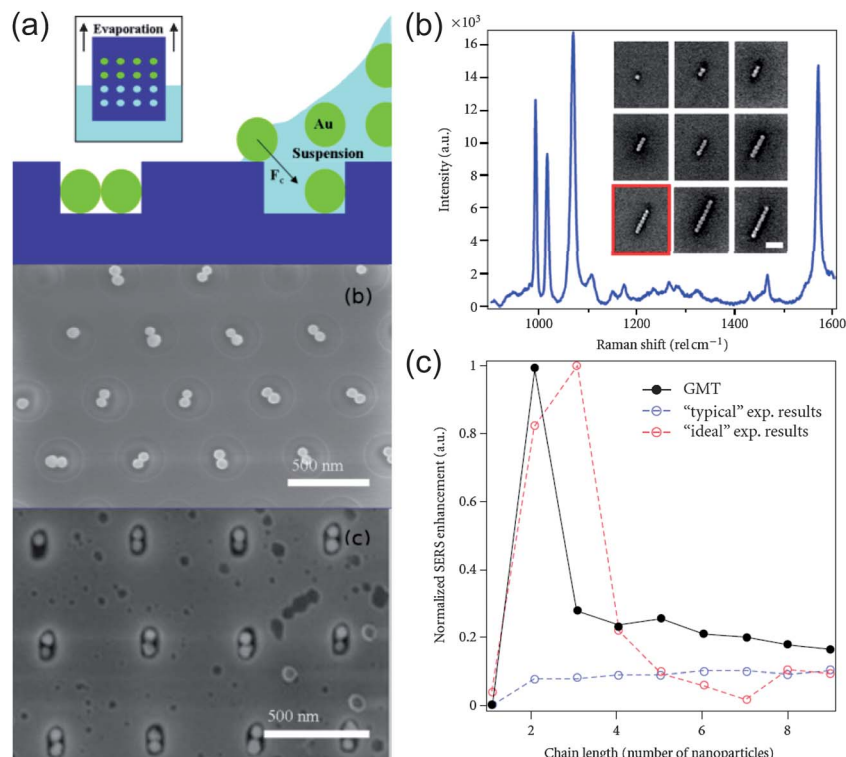 (a)
Evaporation
Au
Suspension
F_c
(b)
500 nm
(c)
500 nm
(b)
×10³
16
14
12
10
8
6
4
2
0
Intensity (a.u.)
1000
1200
1400
1600
Raman shift (rel cm⁻¹)
(c)
1
0.8
0.6
0.4
0.2
0
Normalized SERS enhancement (a.u.)
GMT
"typical" exp. results
"ideal" exp. results
2
4
6
8
Chain length (number of nanoparticles)